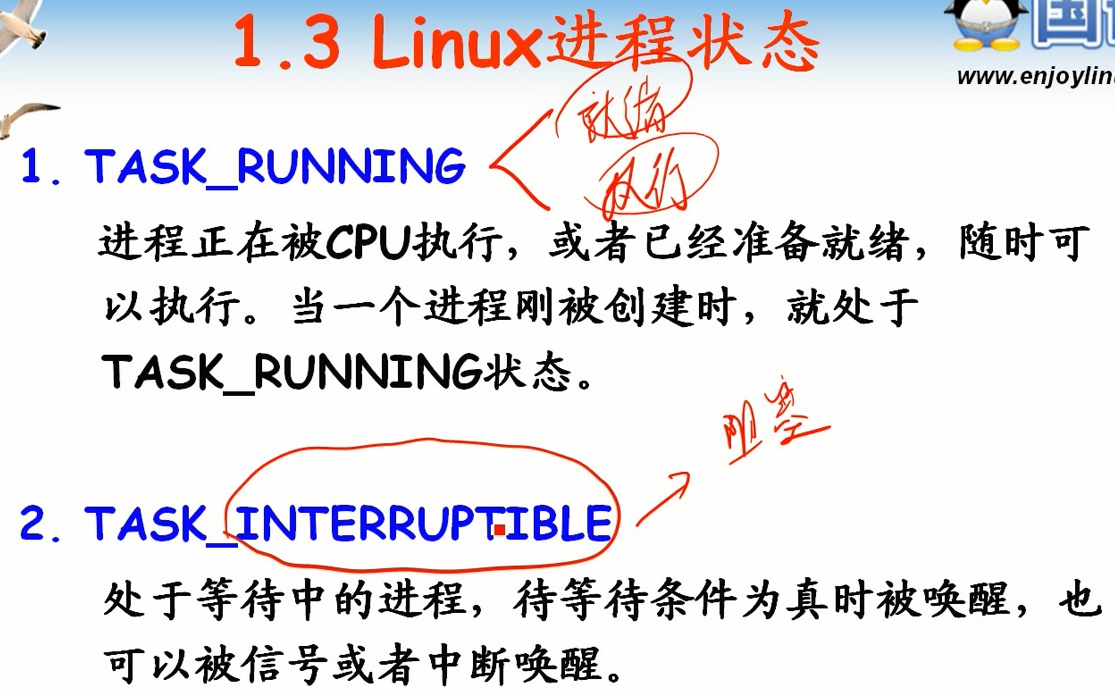 1.3 Linux进程状态
www.enjoylin
就绪
执行
1. TASK_RUNNING
进程正在被CPU执行，或者已经准备就绪，随时可
以执行。当一个进程刚被创建时，就处于
TASK_RUNNING状态。
阻塞
2. TASK_INTERRUPTIBLE
处于等待中的进程，待等待条件为真时被唤醒，也
可以被信号或者中断唤醒。